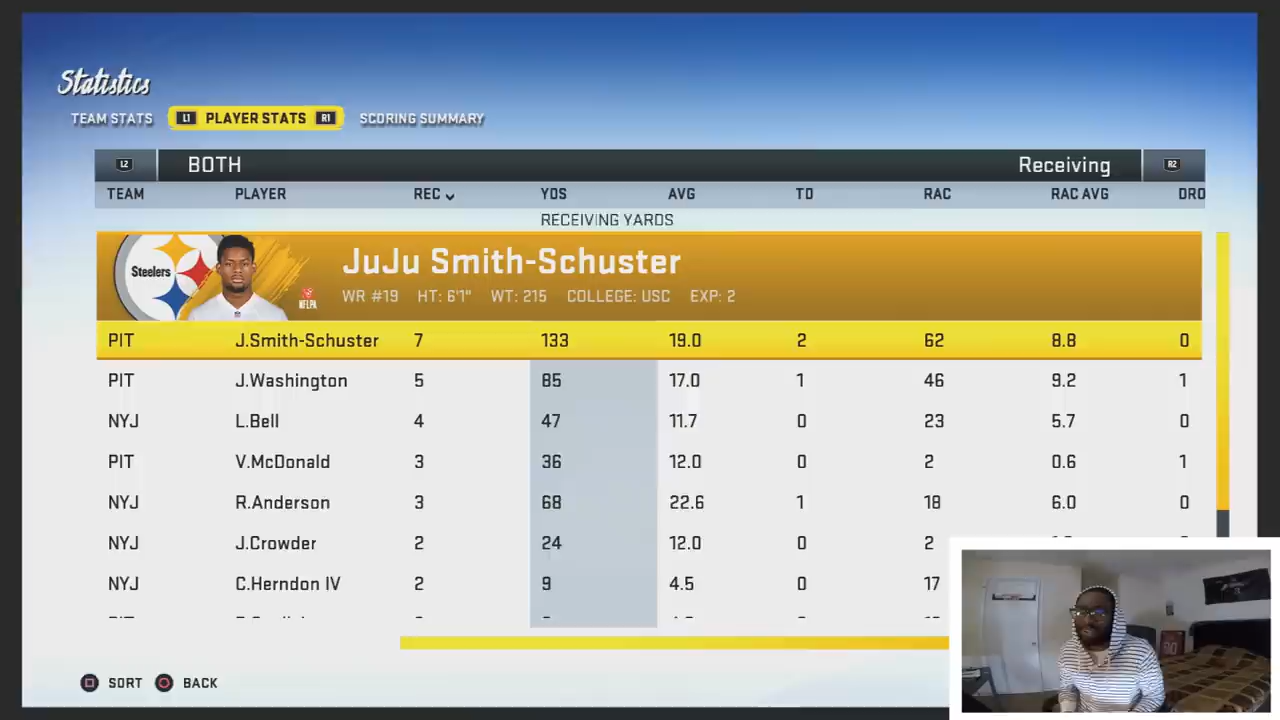 Statistics
TEAM STATS L1 PLAYER STATS R1 SCORING SUMMARY
L2 BOTH Receiving R2
TEAM PLAYER REC YDS AVG TD RAC RAC AVG DRO
RECEIVING YARDS
Steelers
JuJu Smith-Schuster
NFLPA WR #19 HT: 6'1" WT: 215 COLLEGE: USC EXP: 2
PIT J.Smith-Schuster 7 133 19.0 2 62 8.8 0
PIT J.Washington 5 85 17.0 1 46 9.2 1
NYJ L.Bell 4 47 11.7 0 23 5.7 0
PIT V.McDonald 3 36 12.0 0 2 0.6 1
NYJ R.Anderson 3 68 22.6 1 18 6.0 0
NYJ J.Crowder 2 24 12.0 0 2
NYJ C.Herndon IV 2 9 4.5 0 17
SORT BACK